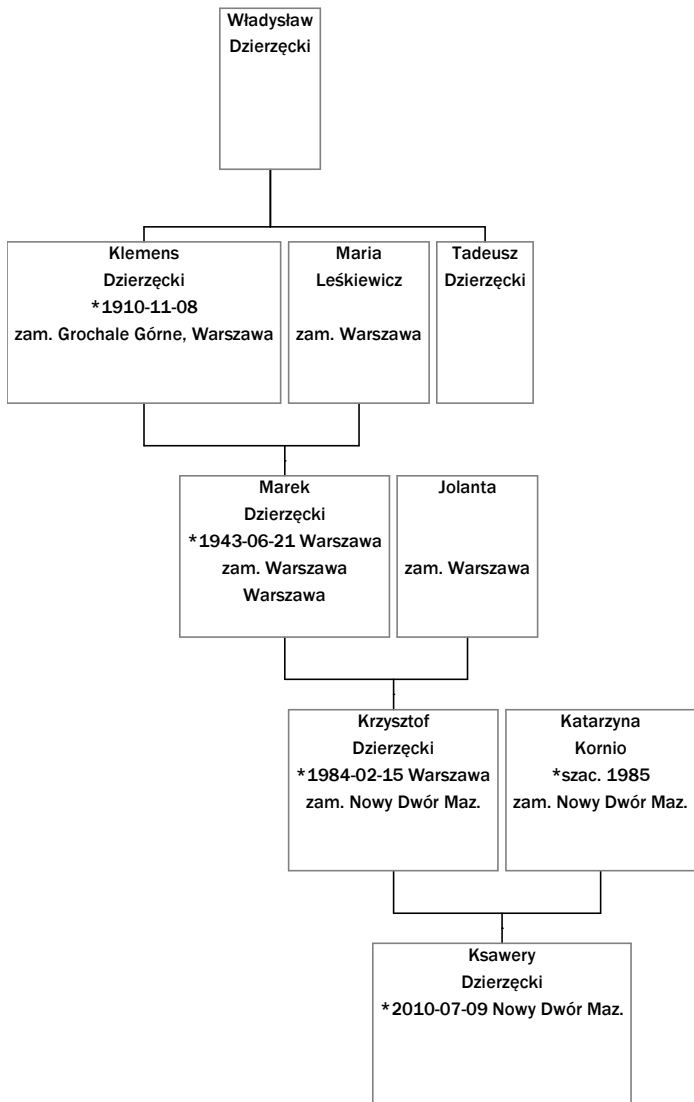 Władysław
Dzierzęcki
Klemens
Dzierzęcki
*1910-11-08
zam. Grochale Górne, Warszawa
Maria
Leśkiewicz
zam. Warszawa
Tadeusz
Dzierzęcki
Marek
Dzierzęcki
*1943-06-21 Warszawa
zam. Warszawa
Warszawa
Jolanta
zam. Warszawa
Krzysztof
Dzierzęcki
*1984-02-15 Warszawa
zam. Nowy Dwór Maz.
Katarzyna
Kornio
*szac. 1985
zam. Nowy Dwór Maz.
Ksawery
Dzierzęcki
*2010-07-09 Nowy Dwór Maz.